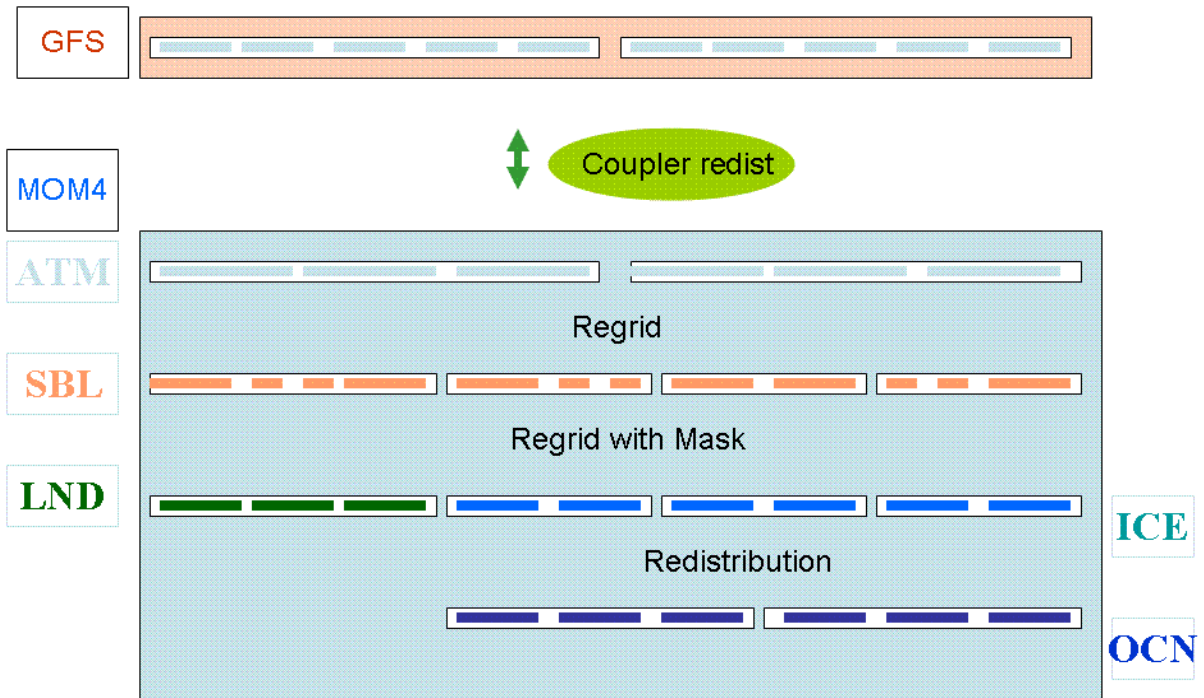 GFS
Coupler redist
MOM4
ATM
Regrid
SBL
Regrid with Mask
LND
ICE
Redistribution
OCN